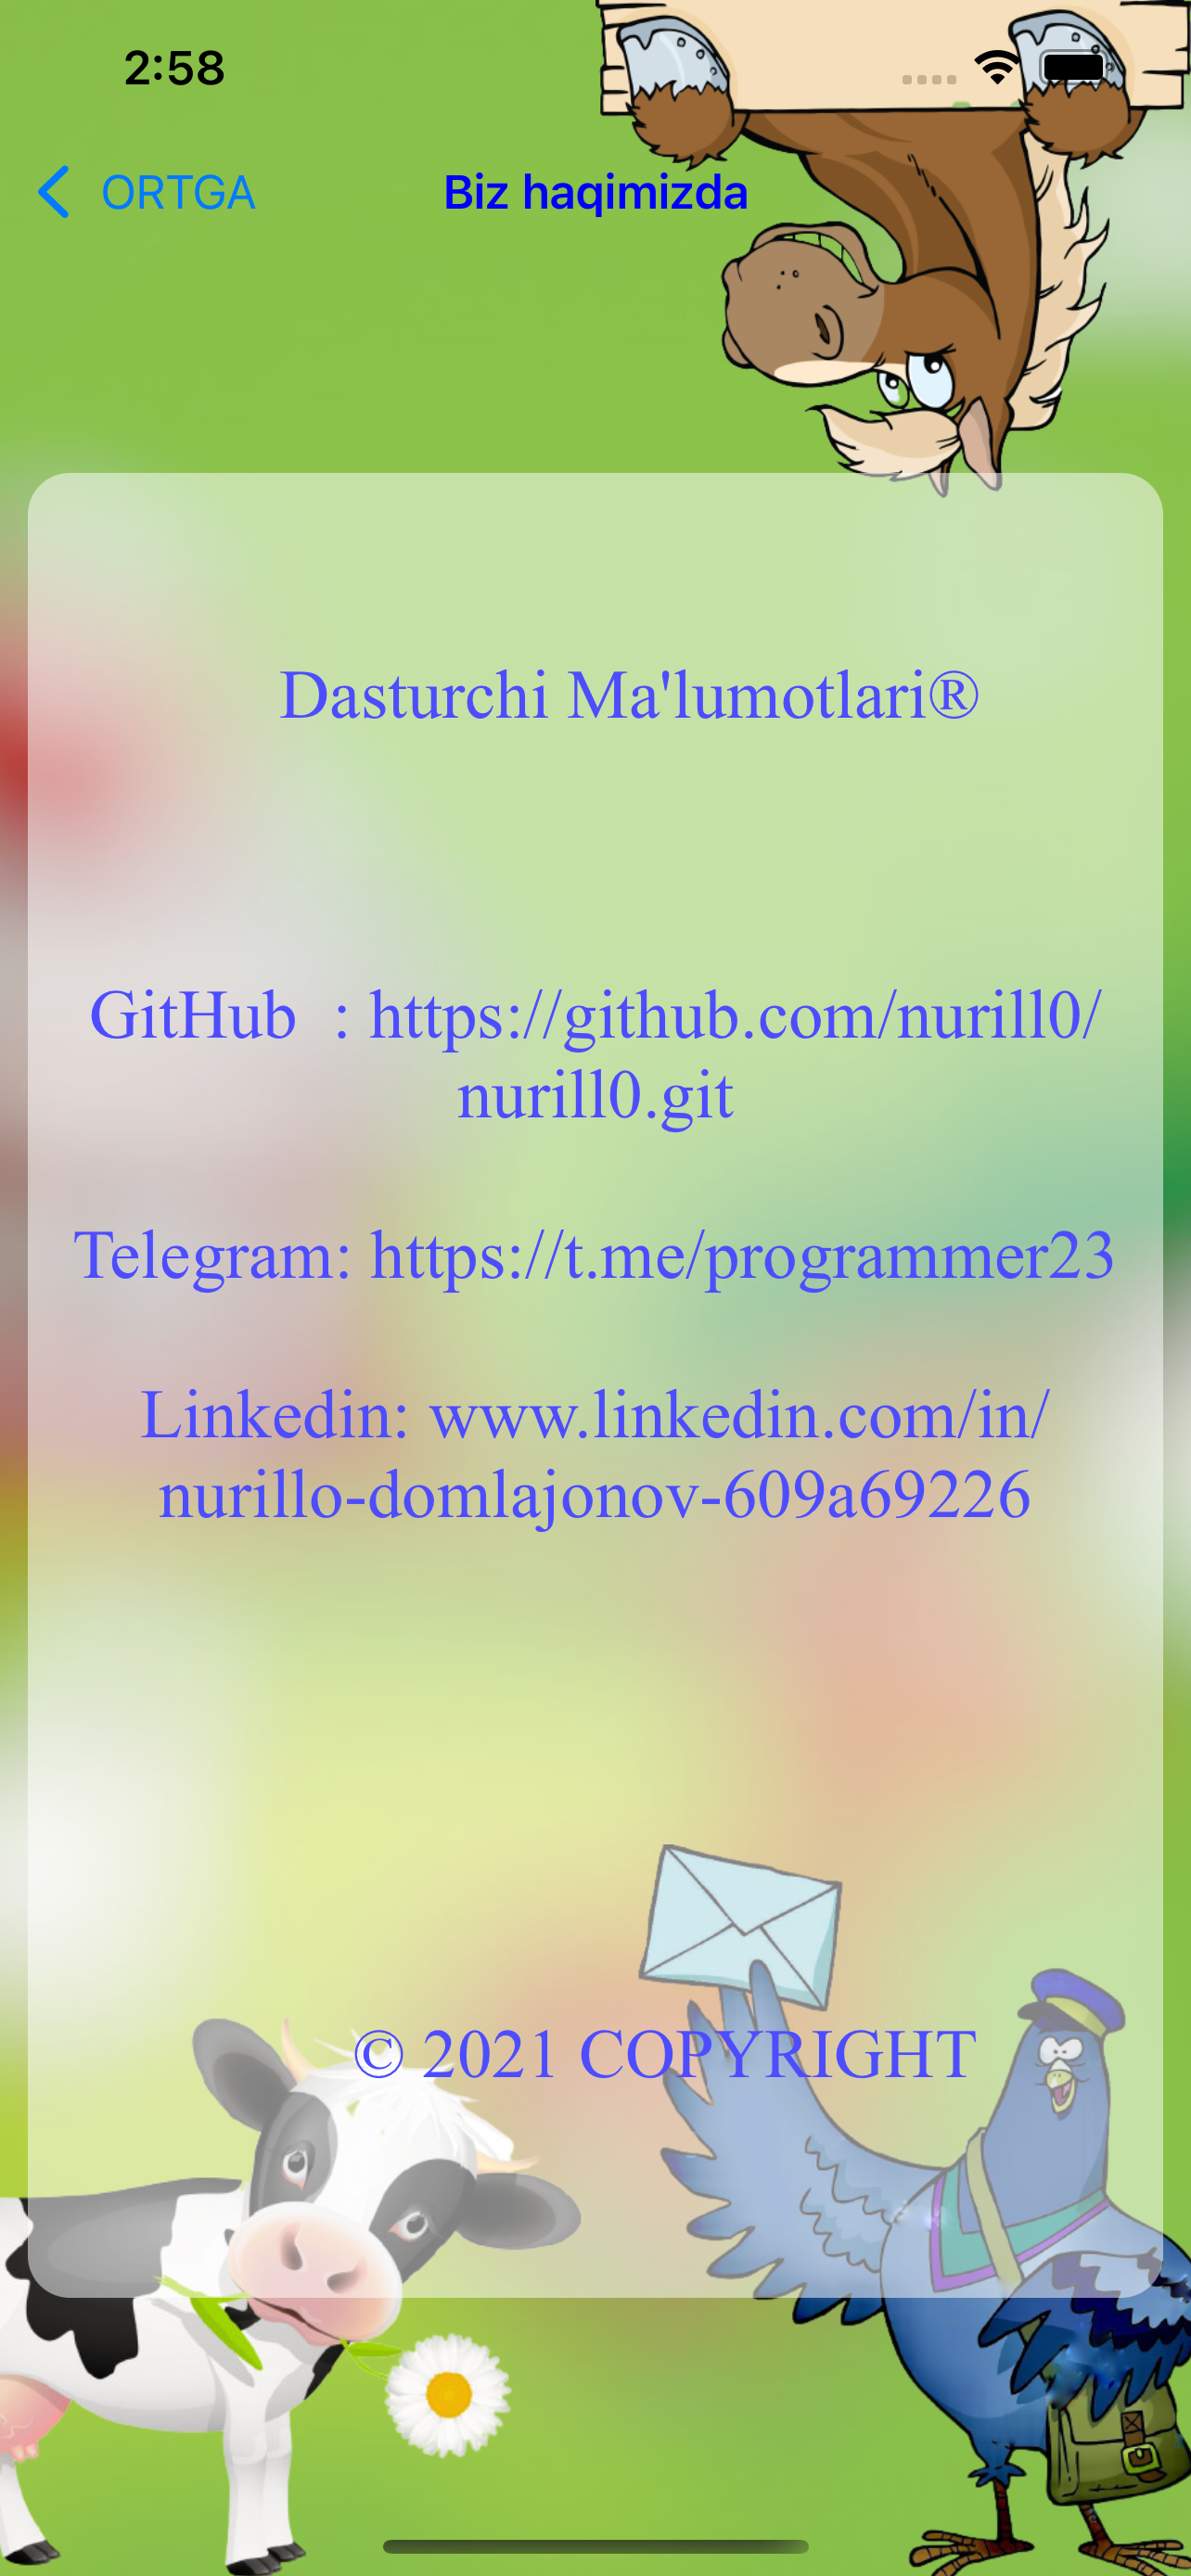 2:58
ORTGA
Biz haqimizda
Dasturchi Ma'lumotlari®
GitHub  : https://github.com/nurill0/
nurill0.git
Telegram: https://t.me/programmer23
Linkedin: www.linkedin.com/in/
nurillo-domlajonov-609a69226
© 2021 COPYRIGHT